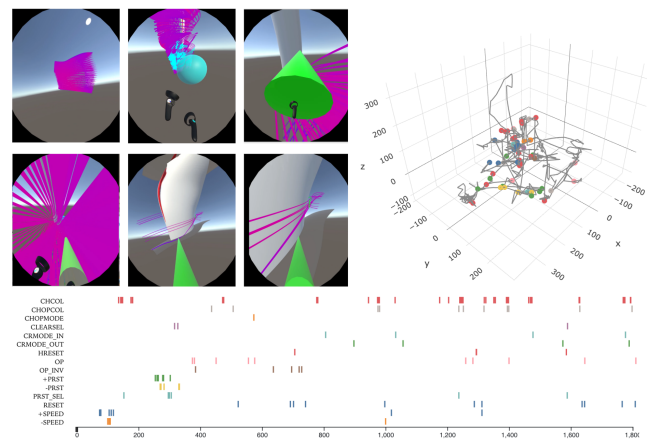 300
200
z
100
0
−100
−200
−200
−100
0
y
100
200
300
−200
−100
0
x
100
CHCOL
CHOPCOL
CHOPMODE
CLEARSEL
CRMODE_IN
CRMODE_OUT
HRESET
OP
OP_INV
+PRST
-PRST
PRST_SEL
RESET
+SPEED
-SPEED
0 200 400 600 800 1,000 1,200 1,400 1,600 1,800